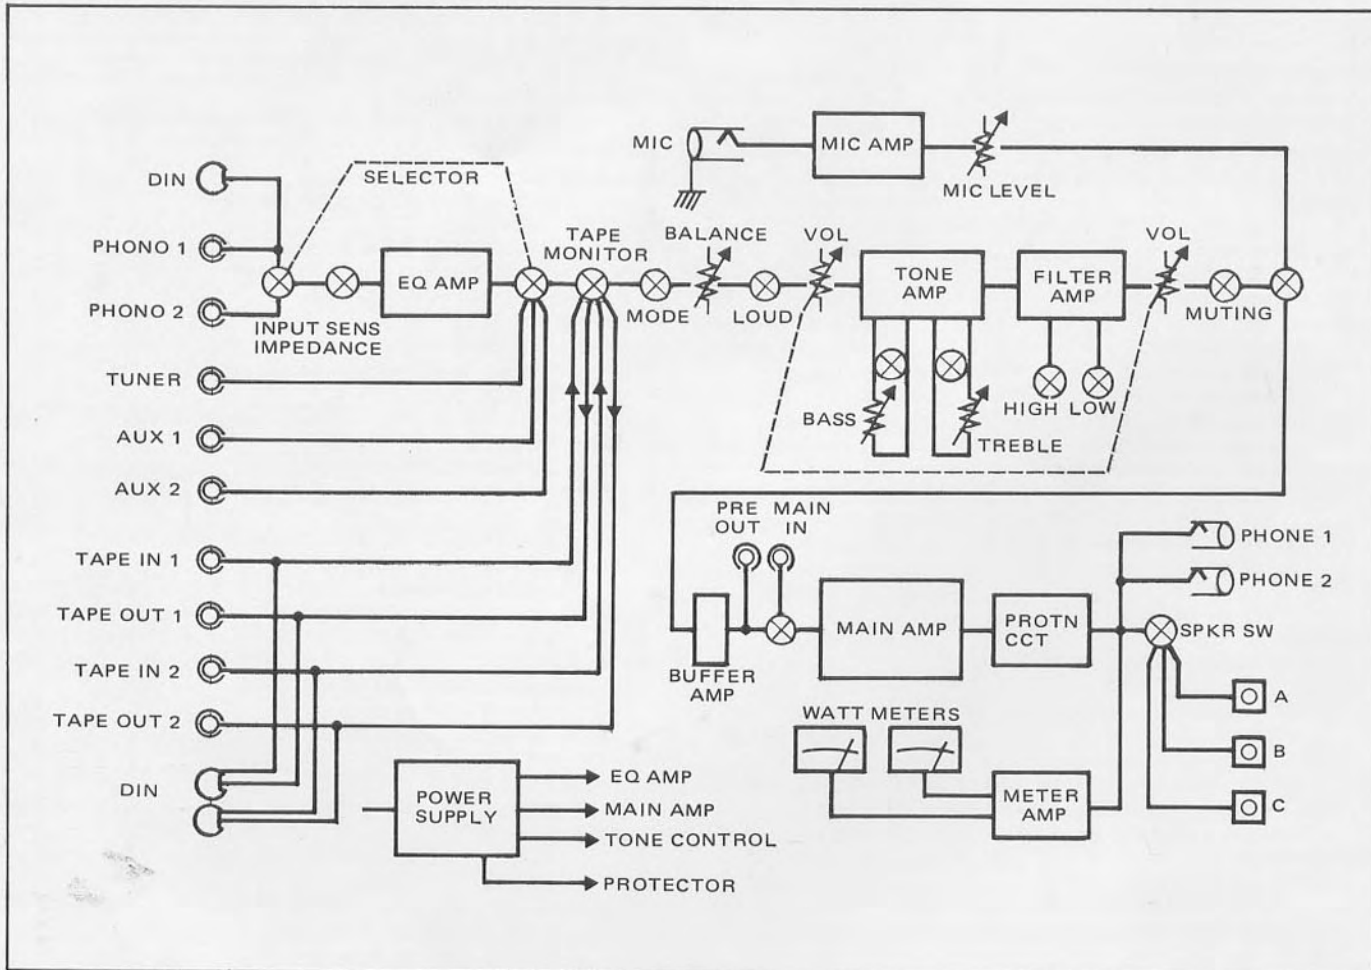 MIC
MIC AMP
MIC LEVEL
DIN
SELECTOR
PHONO 1
PHONO 2
INPUT SENS
IMPEDANCE
EQ AMP
TAPE
MONITOR
MODE
BALANCE
LOUD
VOL
TONE
AMP
FILTER
AMP
VOL
MUTING
BASS
TREBLE
HIGH
LOW
TUNER
AUX 1
AUX 2
TAPE IN 1
TAPE OUT 1
TAPE IN 2
TAPE OUT 2
DIN
PRE
OUT
MAIN
IN
BUFFER
AMP
MAIN AMP
PROTN
CCT
PHONE 1
PHONE 2
SPKR SW
A
B
C
WATT METERS
METER
AMP
POWER
SUPPLY
EQ AMP
MAIN AMP
TONE CONTROL
PROTECTOR